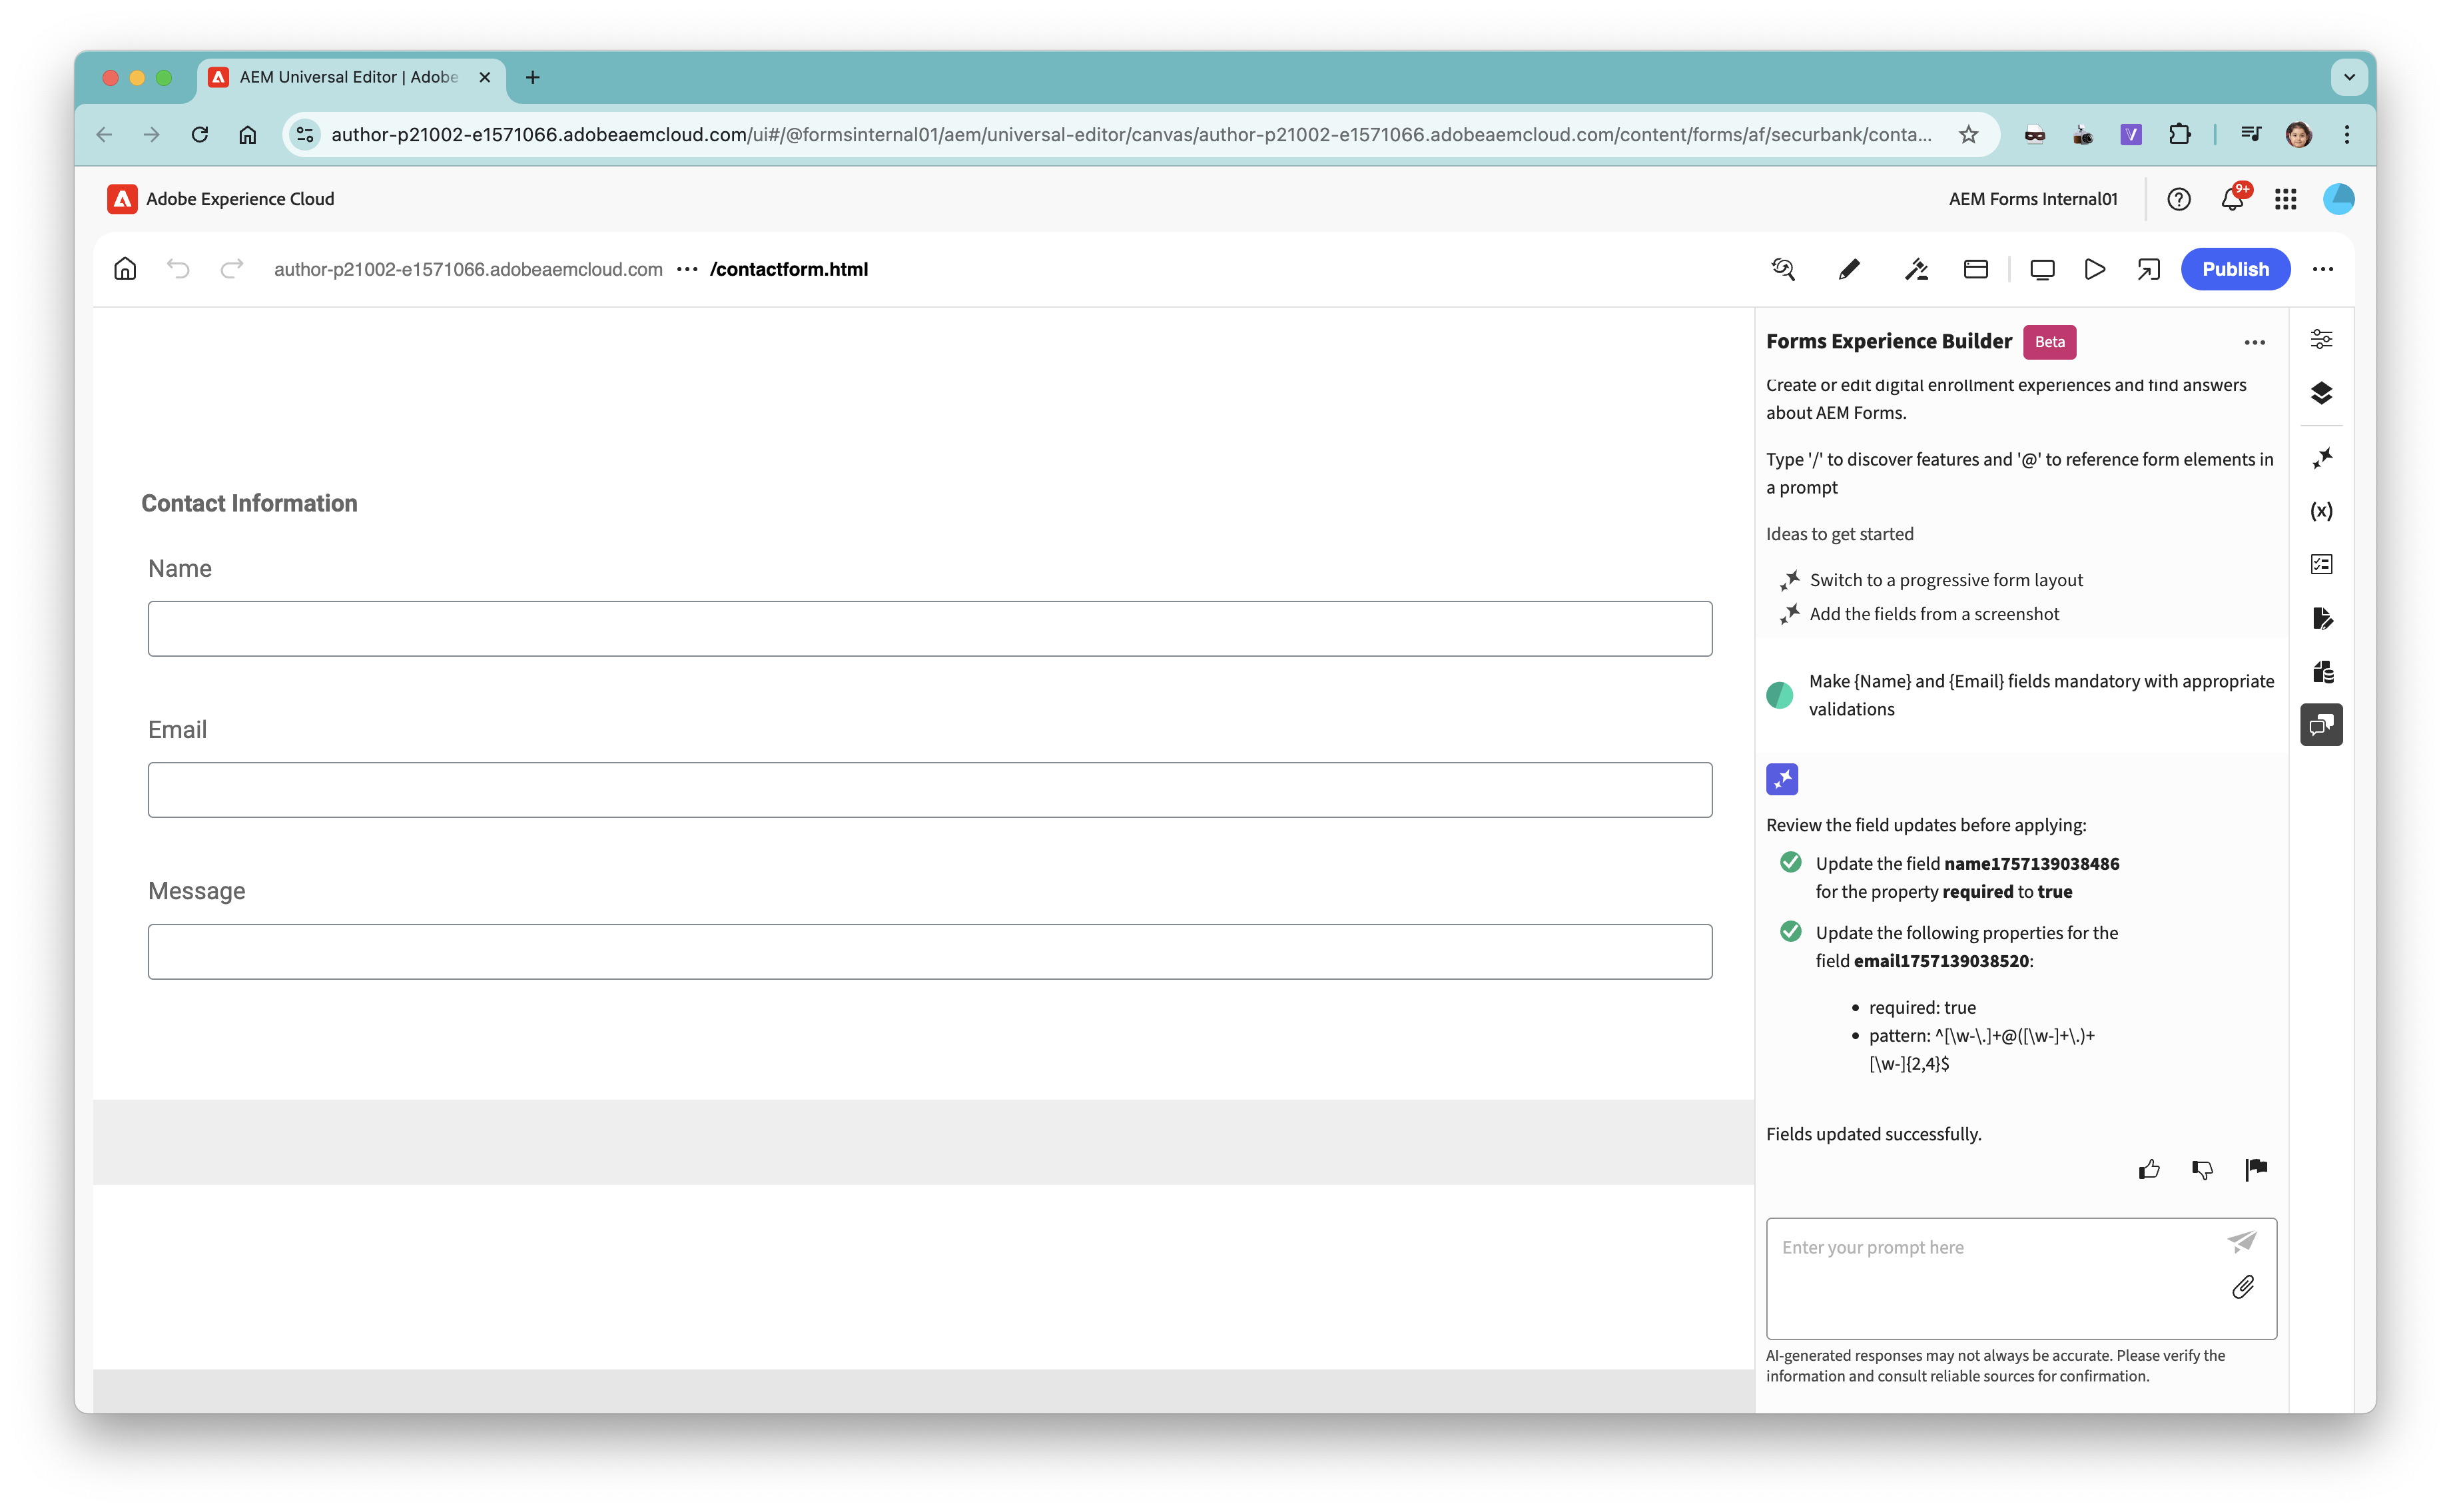 AEM Universal Editor | Adobe
author-p21002-e1571066.adobeaemcloud.com/ui#/@formsinternal01/aem/universal-editor/canvas/author-p21002-e1571066.adobeaemcloud.com/content/forms/af/securbank/conta...
Adobe Experience Cloud
AEM Forms Internal01
9+
author-p21002-e1571066.adobeaemcloud.com ••• /contactform.html
Publish
Contact Information
Name
Email
Message
Forms Experience Builder Beta
Create or edit digital enrollment experiences and find answers
about AEM Forms.
Type '/' to discover features and '@' to reference form elements in
a prompt
Ideas to get started
Switch to a progressive form layout
Add the fields from a screenshot
Make {Name} and {Email} fields mandatory with appropriate
validations
Review the field updates before applying:
Update the field name1757139038486
for the property required to true
Update the following properties for the
field email1757139038520:
• required: true
• pattern: ^[\w-\.]+@([\w-]+\.)+
[\w-]{2,4}$
Fields updated successfully.
Enter your prompt here
AI-generated responses may not always be accurate. Please verify the
information and consult reliable sources for confirmation.
(x)